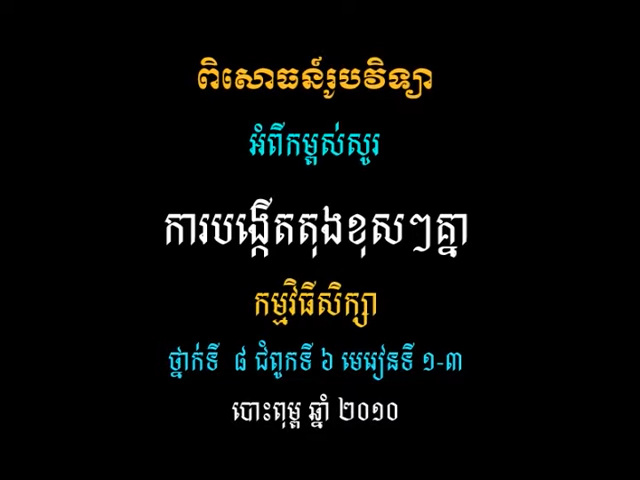 ពិសោធន៍រូបវិទ្យា
អំពីកម្ពស់សូរ
ការបង្កើតតុងខុសៗគ្នា
កម្មវិធីសិក្សា
ថ្នាក់ទី ៨ ជំពូកទី ៦ មេរៀនទី ១-៣
បោះពុម្ព ឆ្នាំ ២០១០